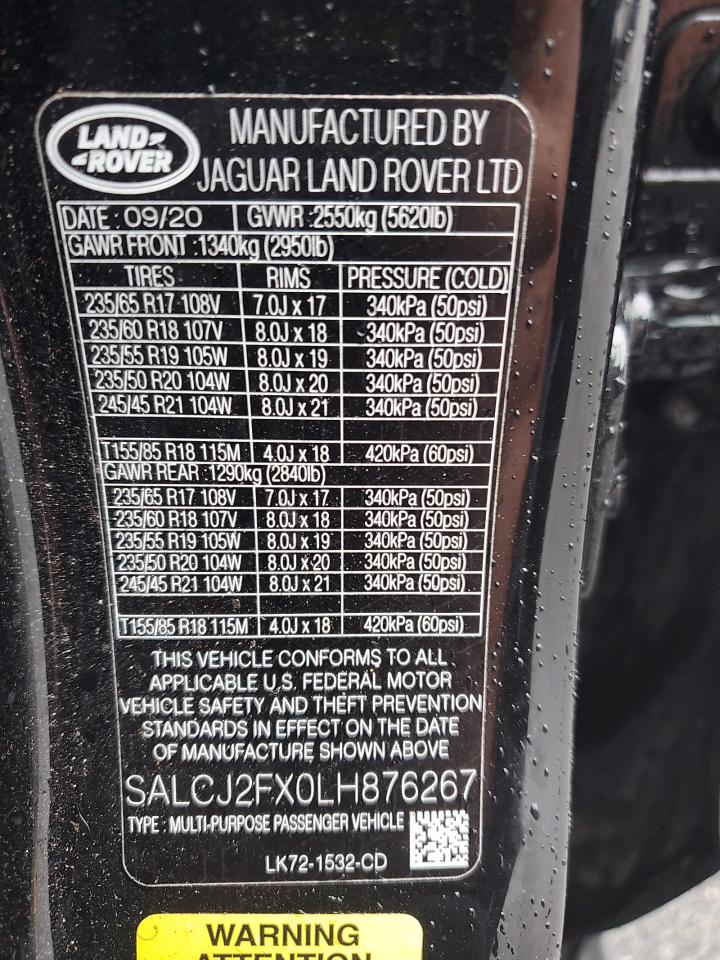 LAND ROVER MANUFACTURED BY
JAGUAR LAND ROVER LTD
DATE : 09/20 GVWR : 2550kg (5620lb)
GAWR FRONT : 1340kg (2950lb)
TIRES RIMS PRESSURE (COLD)
235/65 R17 108V 7.0J x 17 340kPa (50psi)
235/60 R18 107V 8.0J x 18 340kPa (50psi)
235/55 R19 105W 8.0J x 19 340kPa (50psi)
235/50 R20 104W 8.0J x 20 340kPa (50psi)
245/45 R21 104W 8.0J x 21 340kPa (50psi)
T155/85 R18 115M 4.0J x 18 420kPa (60psi)
GAWR REAR : 1290kg (2840lb)
235/65 R17 108V 7.0J x 17 340kPa (50psi)
235/60 R18 107V 8.0J x 18 340kPa (50psi)
235/55 R19 105W 8.0J x 19 340kPa (50psi)
235/50 R20 104W 8.0J x 20 340kPa (50psi)
245/45 R21 104W 8.0J x 21 340kPa (50psi)
T155/85 R18 115M 4.0J x 18 420kPa (60psi)
THIS VEHICLE CONFORMS TO ALL
APPLICABLE U.S. FEDERAL MOTOR
VEHICLE SAFETY AND THEFT PREVENTION
STANDARDS IN EFFECT ON THE DATE
OF MANUFACTURE SHOWN ABOVE
SALCJ2FX0LH876267
TYPE : MULTI-PURPOSE PASSENGER VEHICLE
LK72-1532-CD
WARNING
ATTENTION